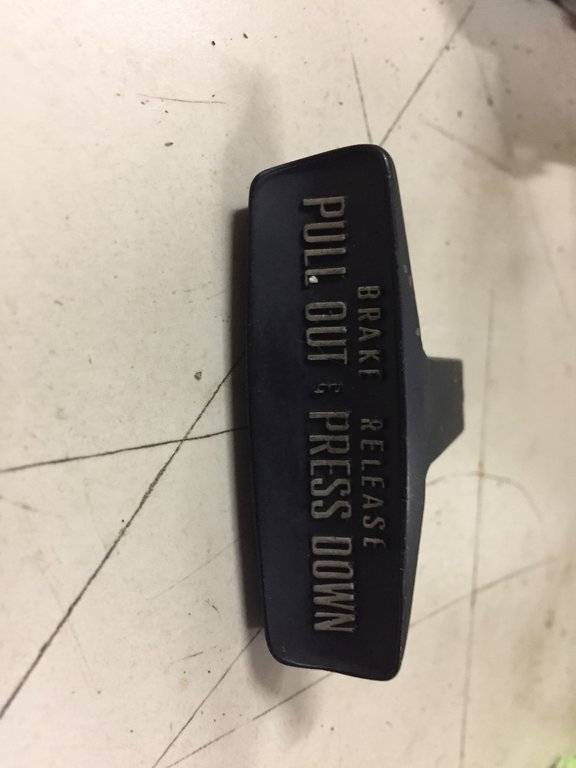 BRAKE RELEASE
PULL OUT & PRESS DOWN